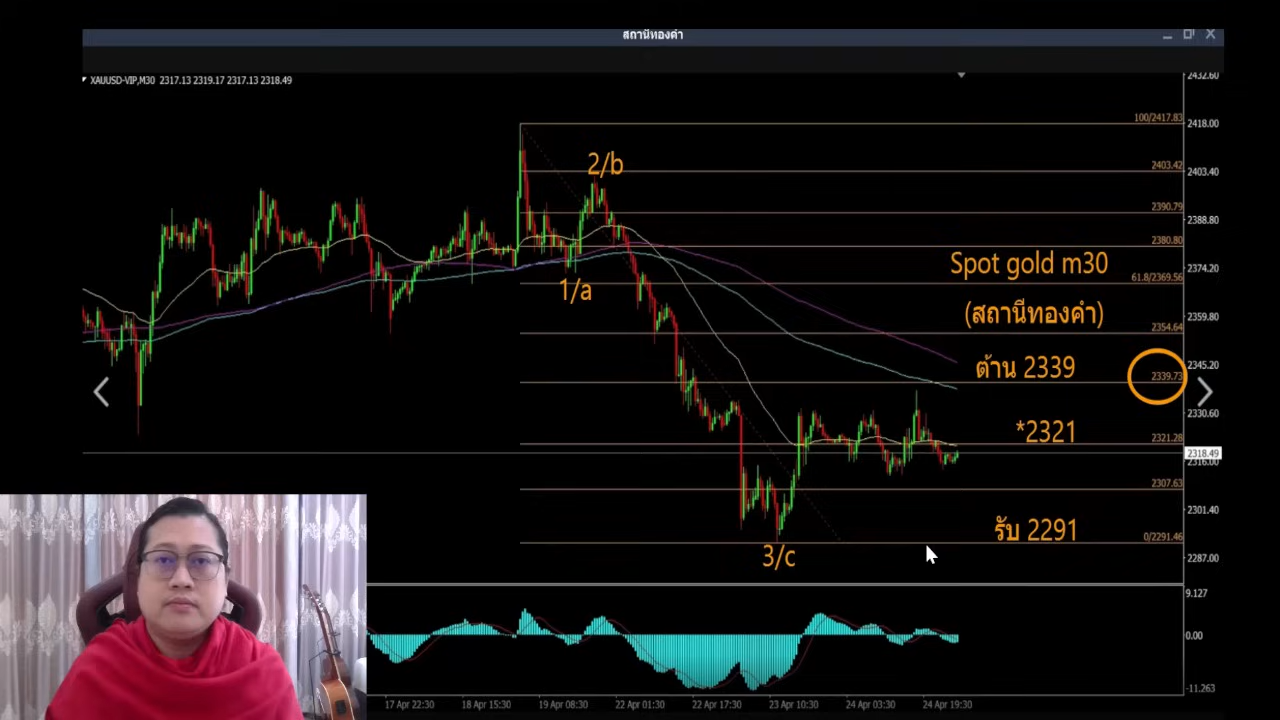 สถานีทองคำ
XAUUSD-VIP,M30 2317.13 2319.17 2317.13 2318.49
2432.60
100/2417.83
2418.00
2/b
2403.42
2403.40
2390.79
2388.80
2380.80
Spot gold m30
2374.20
61.8/2369.56
1/a
(สถานีทองคำ)
2359.80
2354.64
ต้าน 2339
2345.20
2339.73
2330.60
*2321
2321.28
2318.49
2316.00
2307.63
2301.40
รับ 2291
0/2291.46
3/c
2287.00
9.127
0.00
-11.263
17 Apr 22:30 18 Apr 15:30 19 Apr 08:30 22 Apr 01:30 22 Apr 17:30 23 Apr 10:30 24 Apr 03:30 24 Apr 19:30